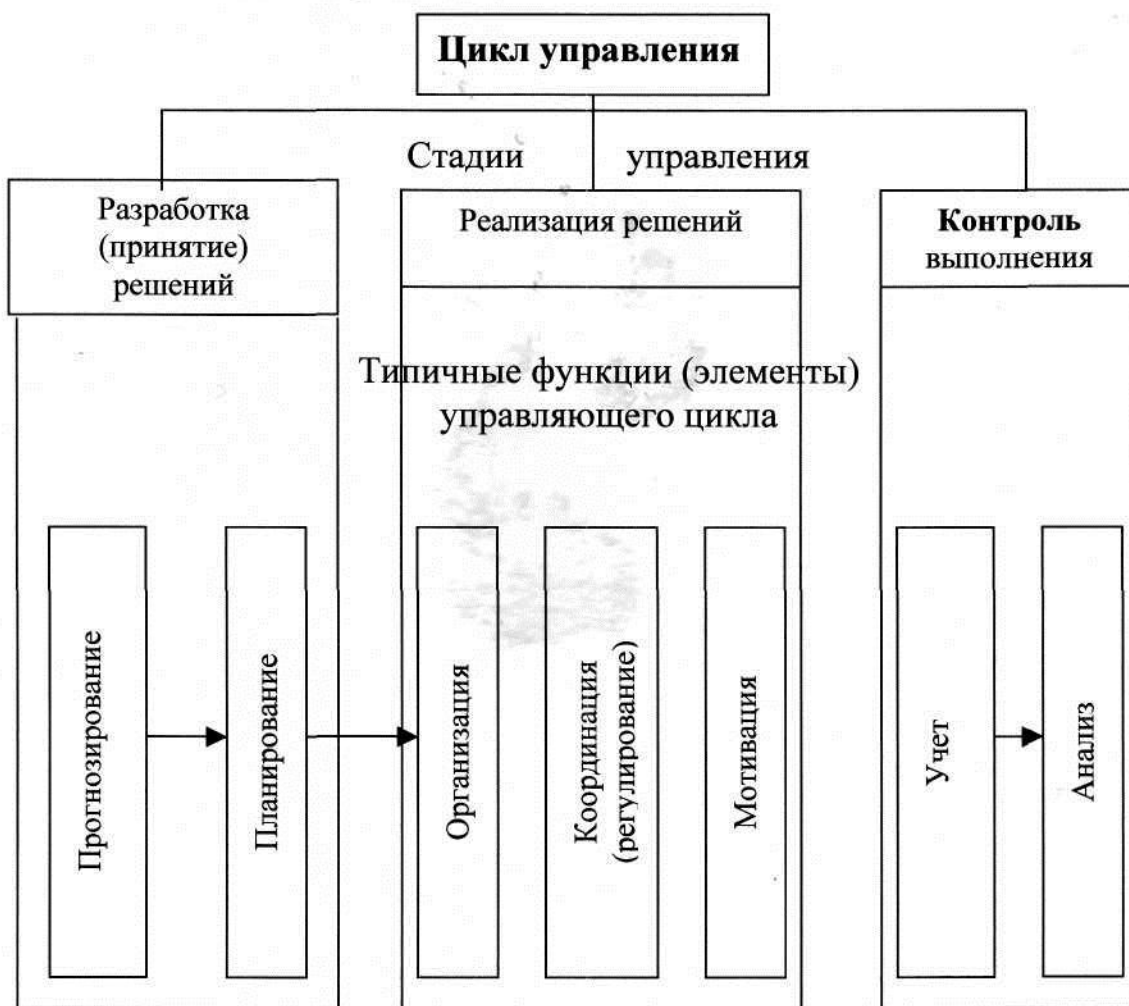 Цикл управления
Стадии управления
Разработка
(принятие)
решений
Реализация решений
Контроль
выполнения
Типичные функции (элементы)
управляющего цикла
Прогнозирование
Планирование
Организация
Координация
(регулирование)
Мотивация
Учет
Анализ